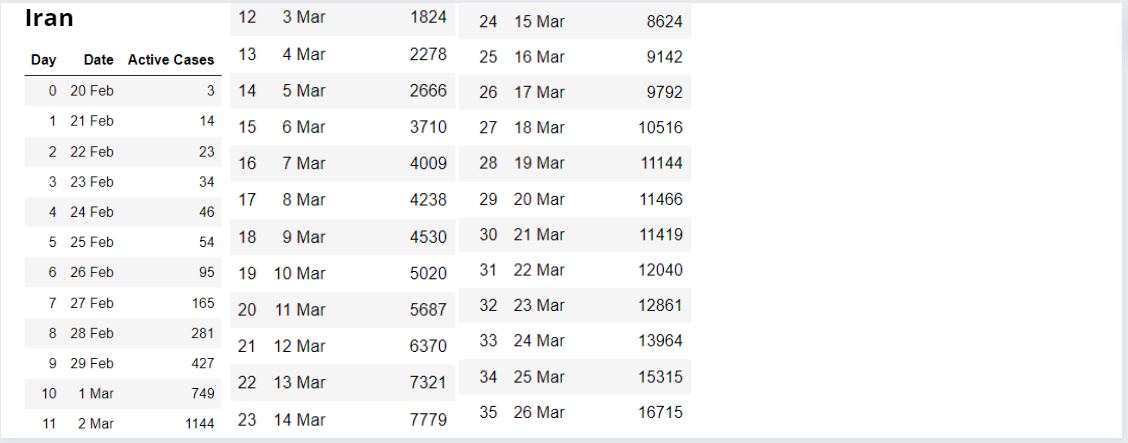 Iran
Day Date Active Cases
0 20 Feb 3
1 21 Feb 14
2 22 Feb 23
3 23 Feb 34
4 24 Feb 46
5 25 Feb 54
6 26 Feb 95
7 27 Feb 165
8 28 Feb 281
9 29 Feb 427
10 1 Mar 749
11 2 Mar 1144
12 3 Mar 1824
13 4 Mar 2278
14 5 Mar 2666
15 6 Mar 3710
16 7 Mar 4009
17 8 Mar 4238
18 9 Mar 4530
19 10 Mar 5020
20 11 Mar 5687
21 12 Mar 6370
22 13 Mar 7321
23 14 Mar 7779
24 15 Mar 8624
25 16 Mar 9142
26 17 Mar 9792
27 18 Mar 10516
28 19 Mar 11144
29 20 Mar 11466
30 21 Mar 11419
31 22 Mar 12040
32 23 Mar 12861
33 24 Mar 13964
34 25 Mar 15315
35 26 Mar 16715